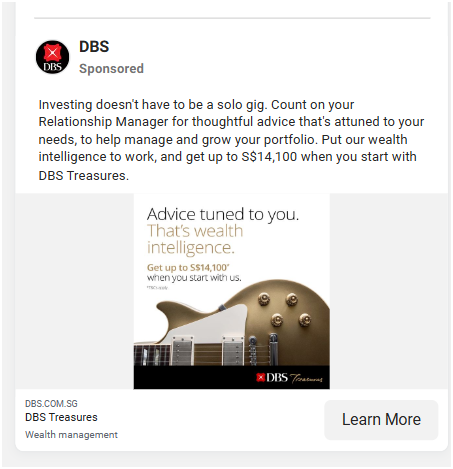 DBS
Sponsored
Investing doesn't have to be a solo gig. Count on your
Relationship Manager for thoughtful advice that's attuned to your
needs, to help manage and grow your portfolio. Put our wealth
intelligence to work, and get up to S$14,100 when you start with
DBS Treasures.
DBS
Advice tuned to you.
That's wealth
intelligence.
Get up to S$14,100*
when you start with us.
*T&Cs apply
DBS Treasures
DBS.COM.SG
DBS Treasures
Wealth management
Learn More